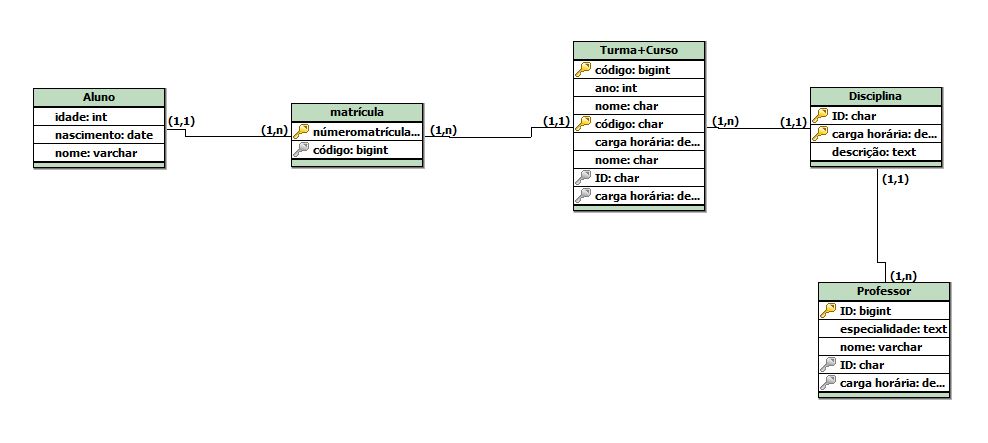 Aluno
idade: int
nascimento: date
nome: varchar
(1,1)
(1,n)
matrícula
númeromatrícula...
código: bigint
(1,n)
(1,1)
Turma+Curso
código: bigint
ano: int
nome: char
código: char
carga horária: de...
nome: char
ID: char
carga horária: de...
(1,n)
(1,1)
Disciplina
ID: char
carga horária: de...
descrição: text
(1,1)
(1,n)
Professor
ID: bigint
especialidade: text
nome: varchar
ID: char
carga horária: de...